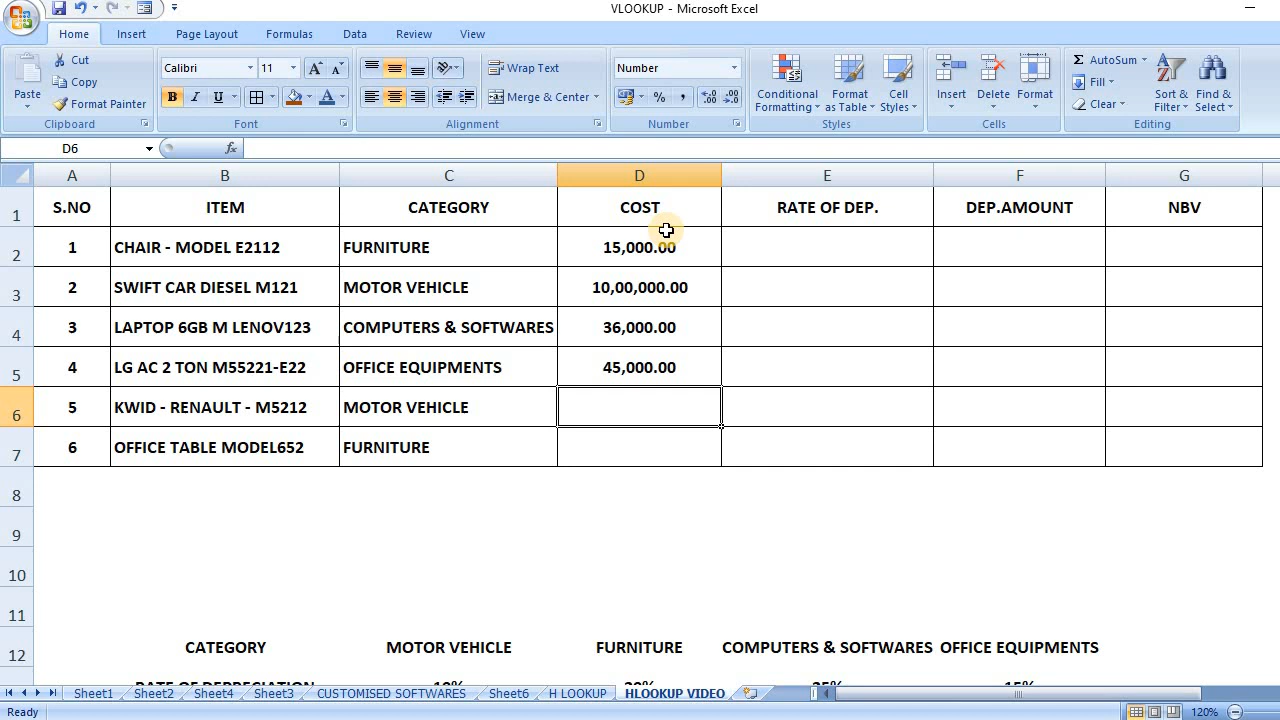 VLOOKUP - Microsoft Excel
Home Insert Page Layout Formulas Data Review View
Paste Cut Copy Format Painter Clipboard
Calibri 11 A A B I U A Font
Wrap Text Merge & Center Alignment
Number % , Number
Conditional Formatting Format as Table Cell Styles Styles
Insert Delete Format Cells
Σ AutoSum Fill Clear Sort & Filter Find & Select Editing
D6 fx
A B C D E F G
1 S.NO ITEM CATEGORY COST RATE OF DEP. DEP.AMOUNT NBV
2 1 CHAIR - MODEL E2112 FURNITURE 15,000.00
3 2 SWIFT CAR DIESEL M121 MOTOR VEHICLE 10,00,000.00
4 3 LAPTOP 6GB M LENOV123 COMPUTERS & SOFTWARES 36,000.00
5 4 LG AC 2 TON M55221-E22 OFFICE EQUIPMENTS 45,000.00
6 5 KWID - RENAULT - M5212 MOTOR VEHICLE
7 6 OFFICE TABLE MODEL652 FURNITURE
8
9
10
11
12 CATEGORY MOTOR VEHICLE FURNITURE COMPUTERS & SOFTWARES OFFICE EQUIPMENTS
RATE OF DEPRECIATION
Sheet1 Sheet2 Sheet4 Sheet3 CUSTOMISED SOFTWARES Sheet6 H LOOKUP HLOOKUP VIDEO
Ready 120%